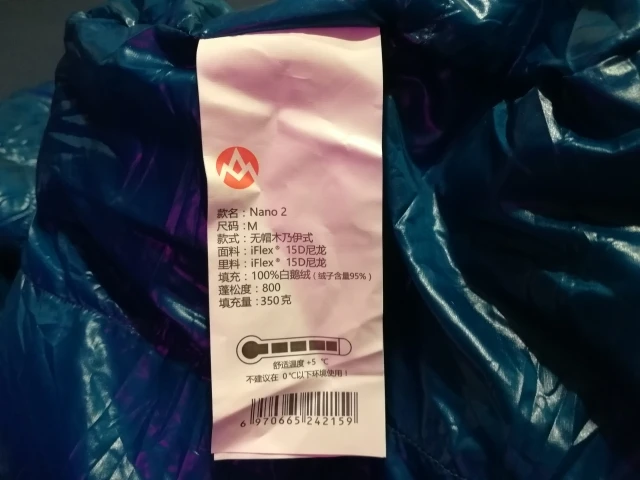 款名：Nano 2
尺码：M
款式：无帽木乃伊式
面料：iFlex® 15D尼龙
里料：iFlex® 15D尼龙
填充：100%白鹅绒（绒子含量95%）
蓬松度：800
填充量：350克
舒适温度 +5 ℃
不建议在 0℃以下环境使用！
6 970665 242159